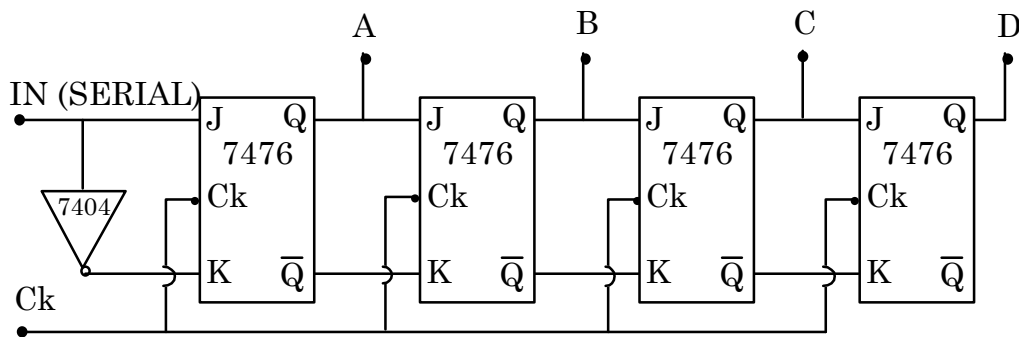 A B C D
IN (SERIAL)
J Q J Q J Q J Q
7476 7476 7476 7476
7404 Ck Ck Ck Ck
K Q̅ K Q̅ K Q̅ K Q̅
Ck